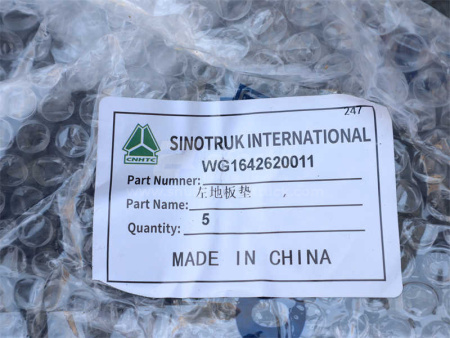 247
SINOTRUK INTERNATIONAL
CNHTC
WG1642620011
Part Numner:
左地板垫
Part Name:
Quantity: 5
MADE IN CHINA